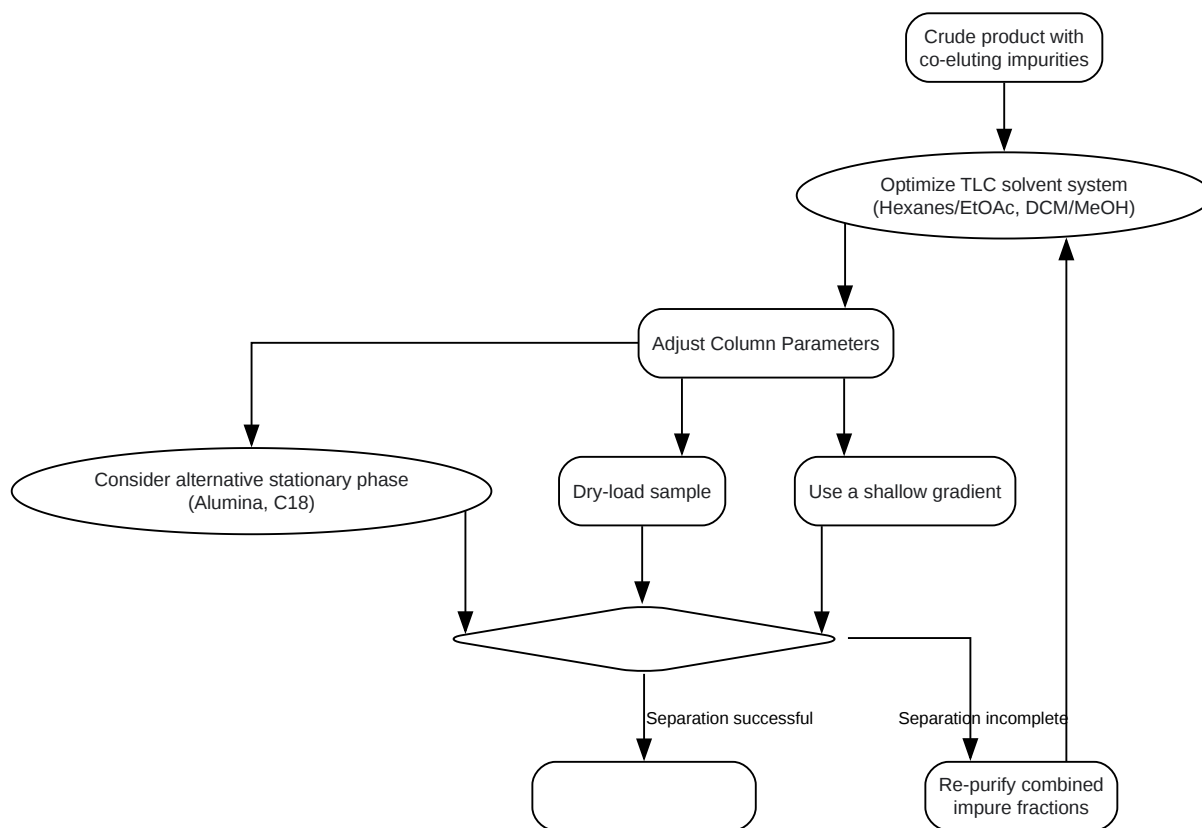 Crude product with
co-eluting impurities
Optimize TLC solvent system
(Hexanes/EtOAc, DCM/MeOH)
Adjust Column Parameters
Consider alternative stationary phase
(Alumina, C18)
Dry-load sample
Use a shallow gradient
Separation successful
Separation incomplete
Re-purify combined
impure fractions